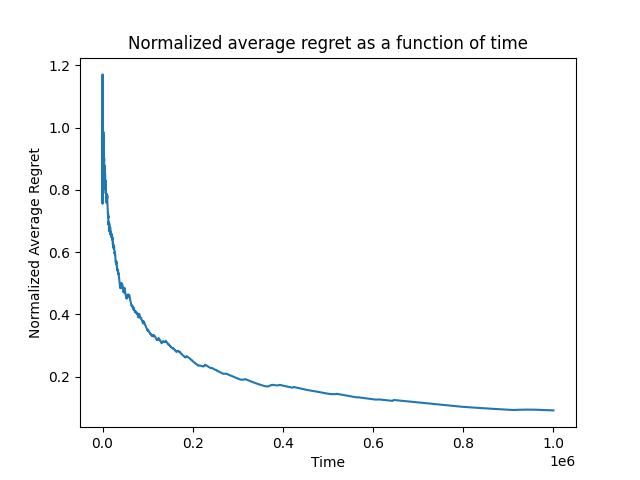 Normalized average regret as a function of time
1.2
1.0
0.8
0.6
0.4
0.2
Normalized Average Regret
0.0 0.2 0.4 0.6 0.8 1.0
1e6
Time